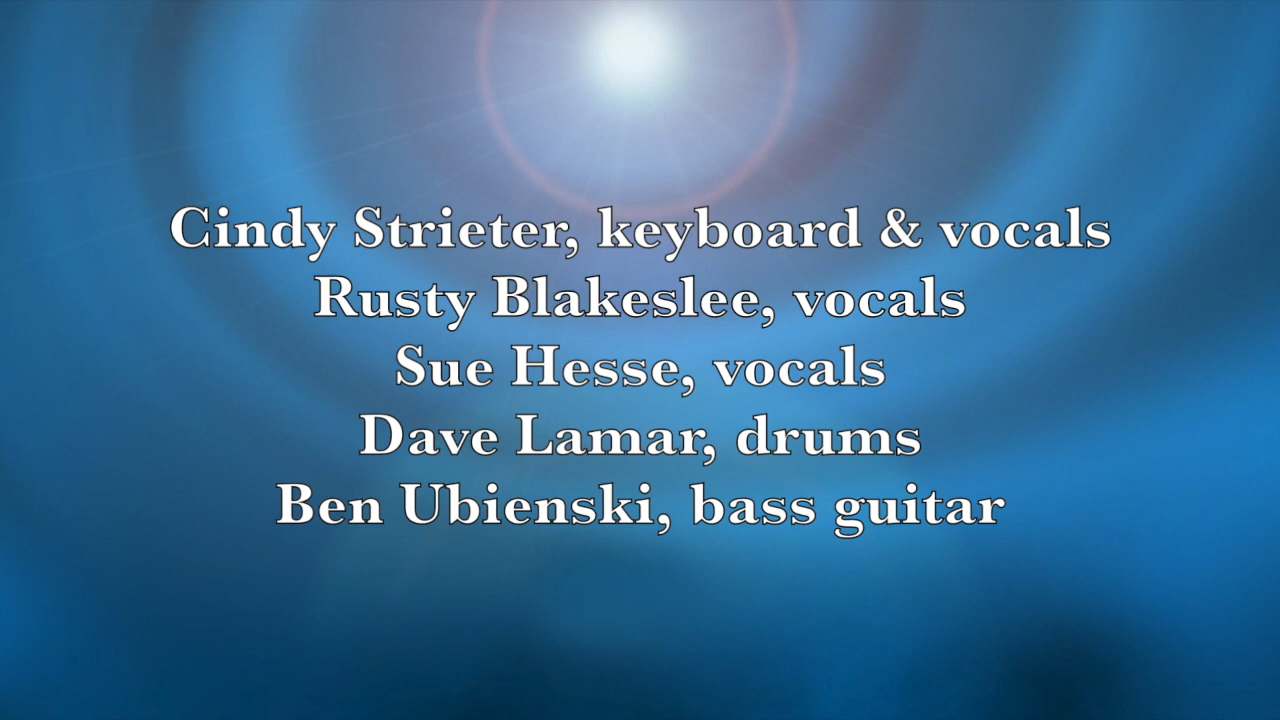 Cindy Strieter, keyboard & vocals
Rusty Blakeslee, vocals
Sue Hesse, vocals
Dave Lamar, drums
Ben Ubienski, bass guitar